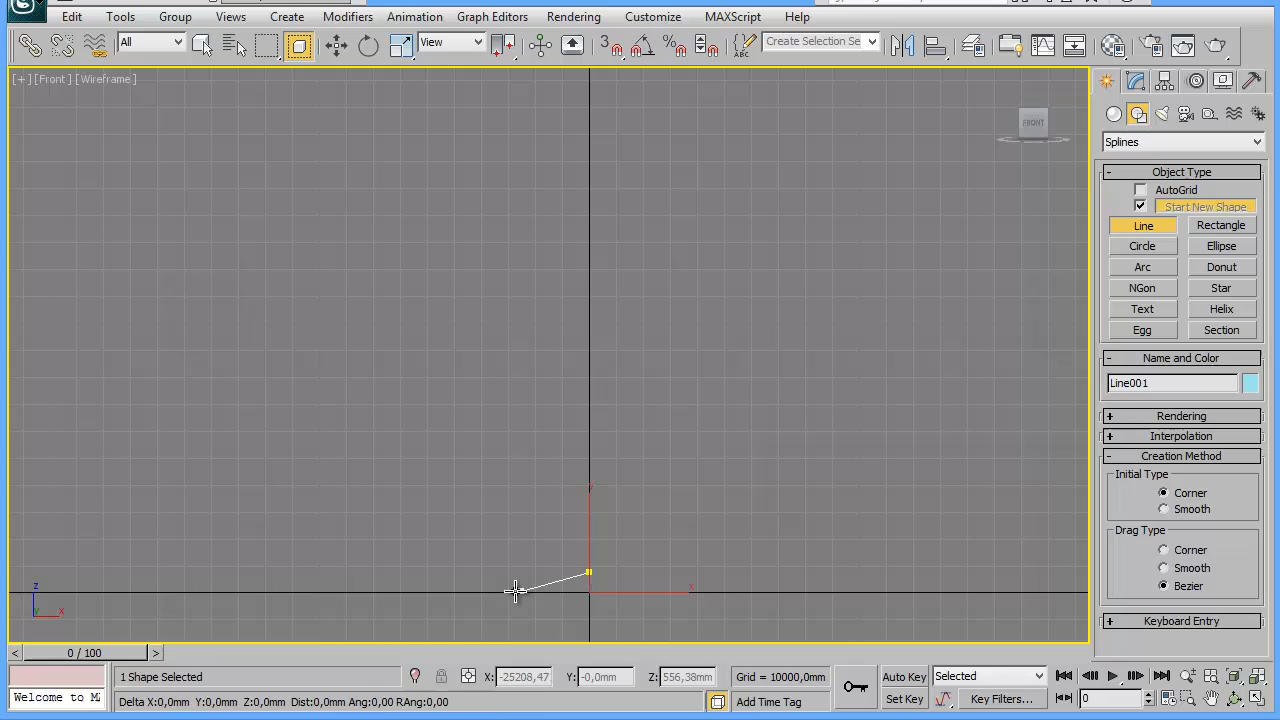 Edit Tools Group Views Create Modifiers Animation Graph Editors Rendering Customize MAXScript Help
All View 3 ABC Create Selection Se
[+] [Front] [Wireframe]
FRONT
Splines
- Object Type
AutoGrid
Start New Shape
Line Rectangle
Circle Ellipse
Arc Donut
NGon Star
Text Helix
Egg Section
- Name and Color
Line001
+ Rendering
+ Interpolation
- Creation Method
Initial Type
Corner
Smooth
Drag Type
Corner
Smooth
Bezier
+ Keyboard Entry
y
x
z
y x
< 0 / 100 >
1 Shape Selected X: -25208,47 Y: -0,0mm Z: 556,38mm Grid = 10000,0mm Auto Key Selected
Welcome to M
Delta X:0,0mm Y:0,0mm Z:0,0mm Dist:0,0mm Ang:0,00 RAng:0,00 Add Time Tag Set Key Key Filters... 0